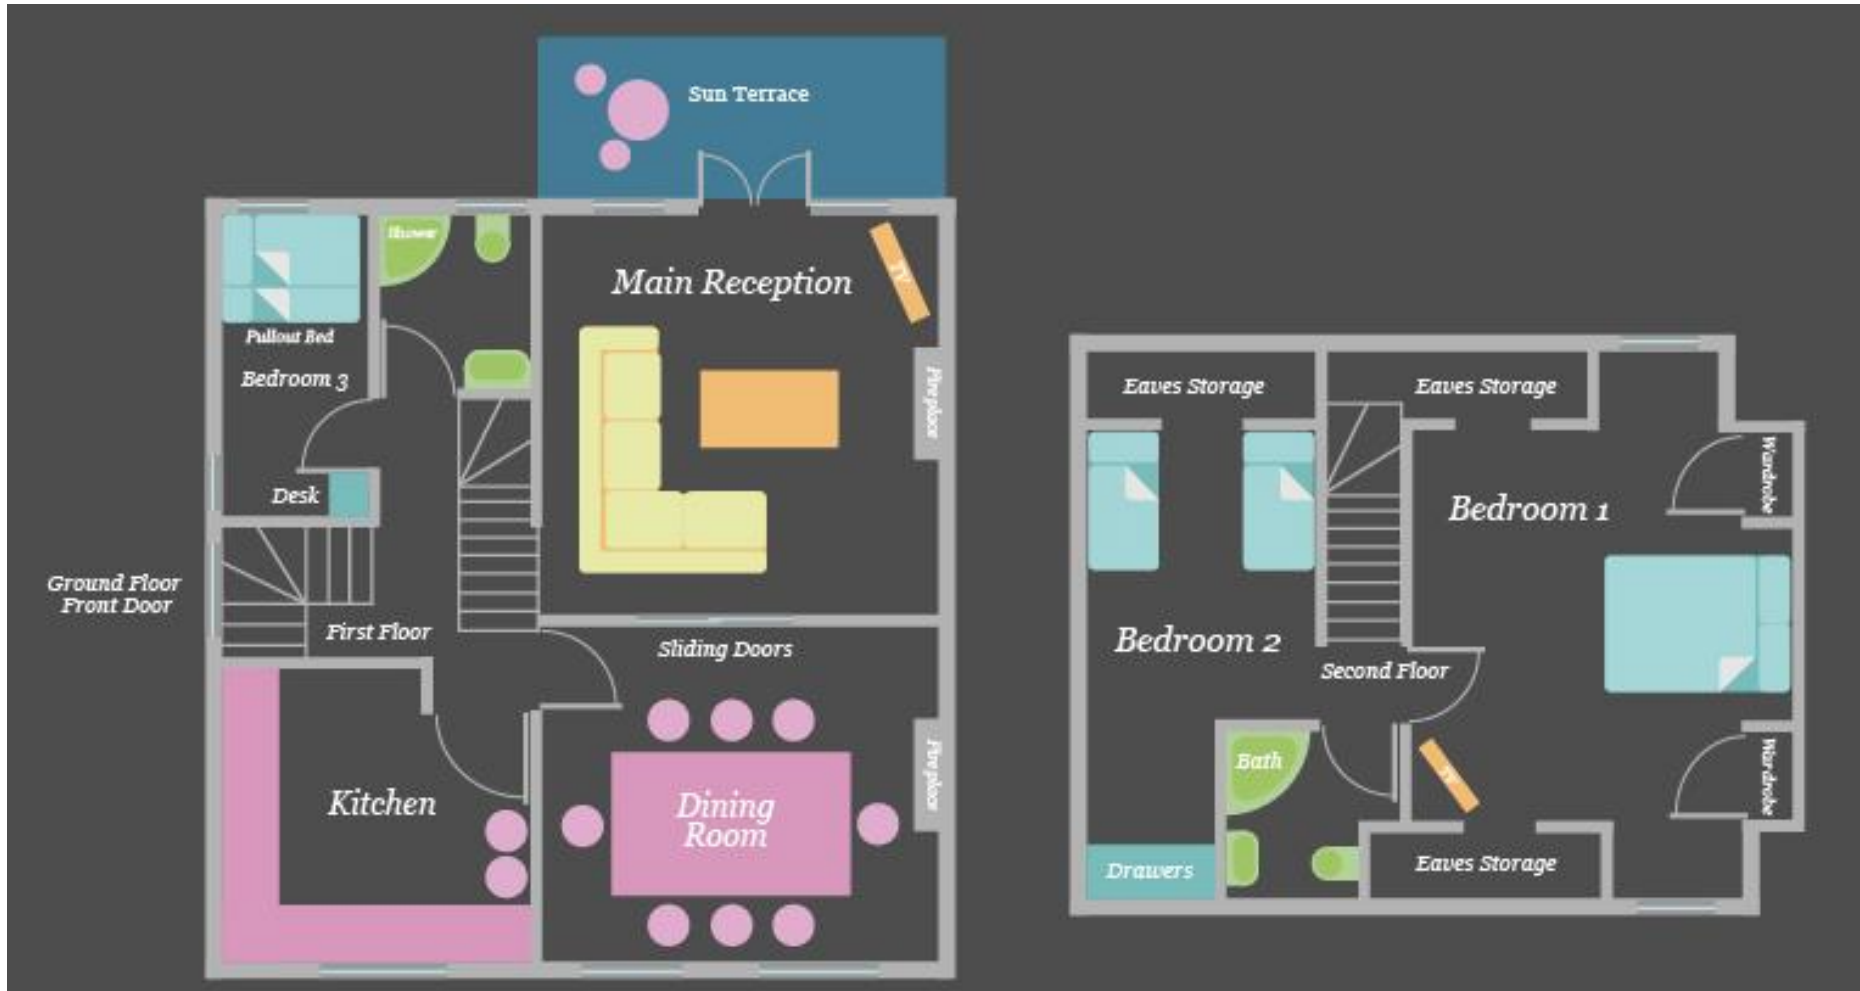 Sun Terrace
Shower
Main Reception
TV
Pullout Bed
Bedroom 3
Fireplace
Desk
Ground Floor
Front Door
First Floor
Sliding Doors
Kitchen
Dining
Room
Fireplace
Eaves Storage
Eaves Storage
Wardrobe
Bedroom 1
Bedroom 2
Second Floor
Bath
TV
Wardrobe
Drawers
Eaves Storage